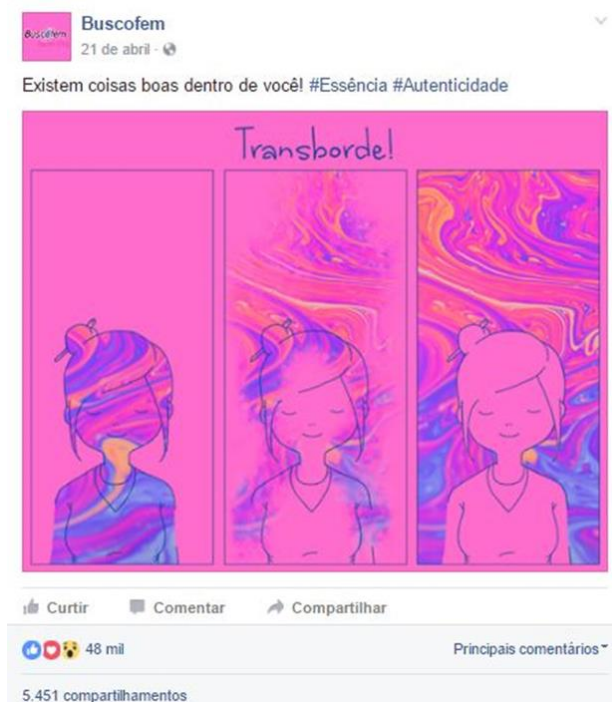 Buscofem
Buscofem
21 de abril
Existem coisas boas dentro de você! #Essência #Autenticidade
Transborde!
Curtir Comentar Compartilhar
48 mil Principais comentários
5.451 compartilhamentos